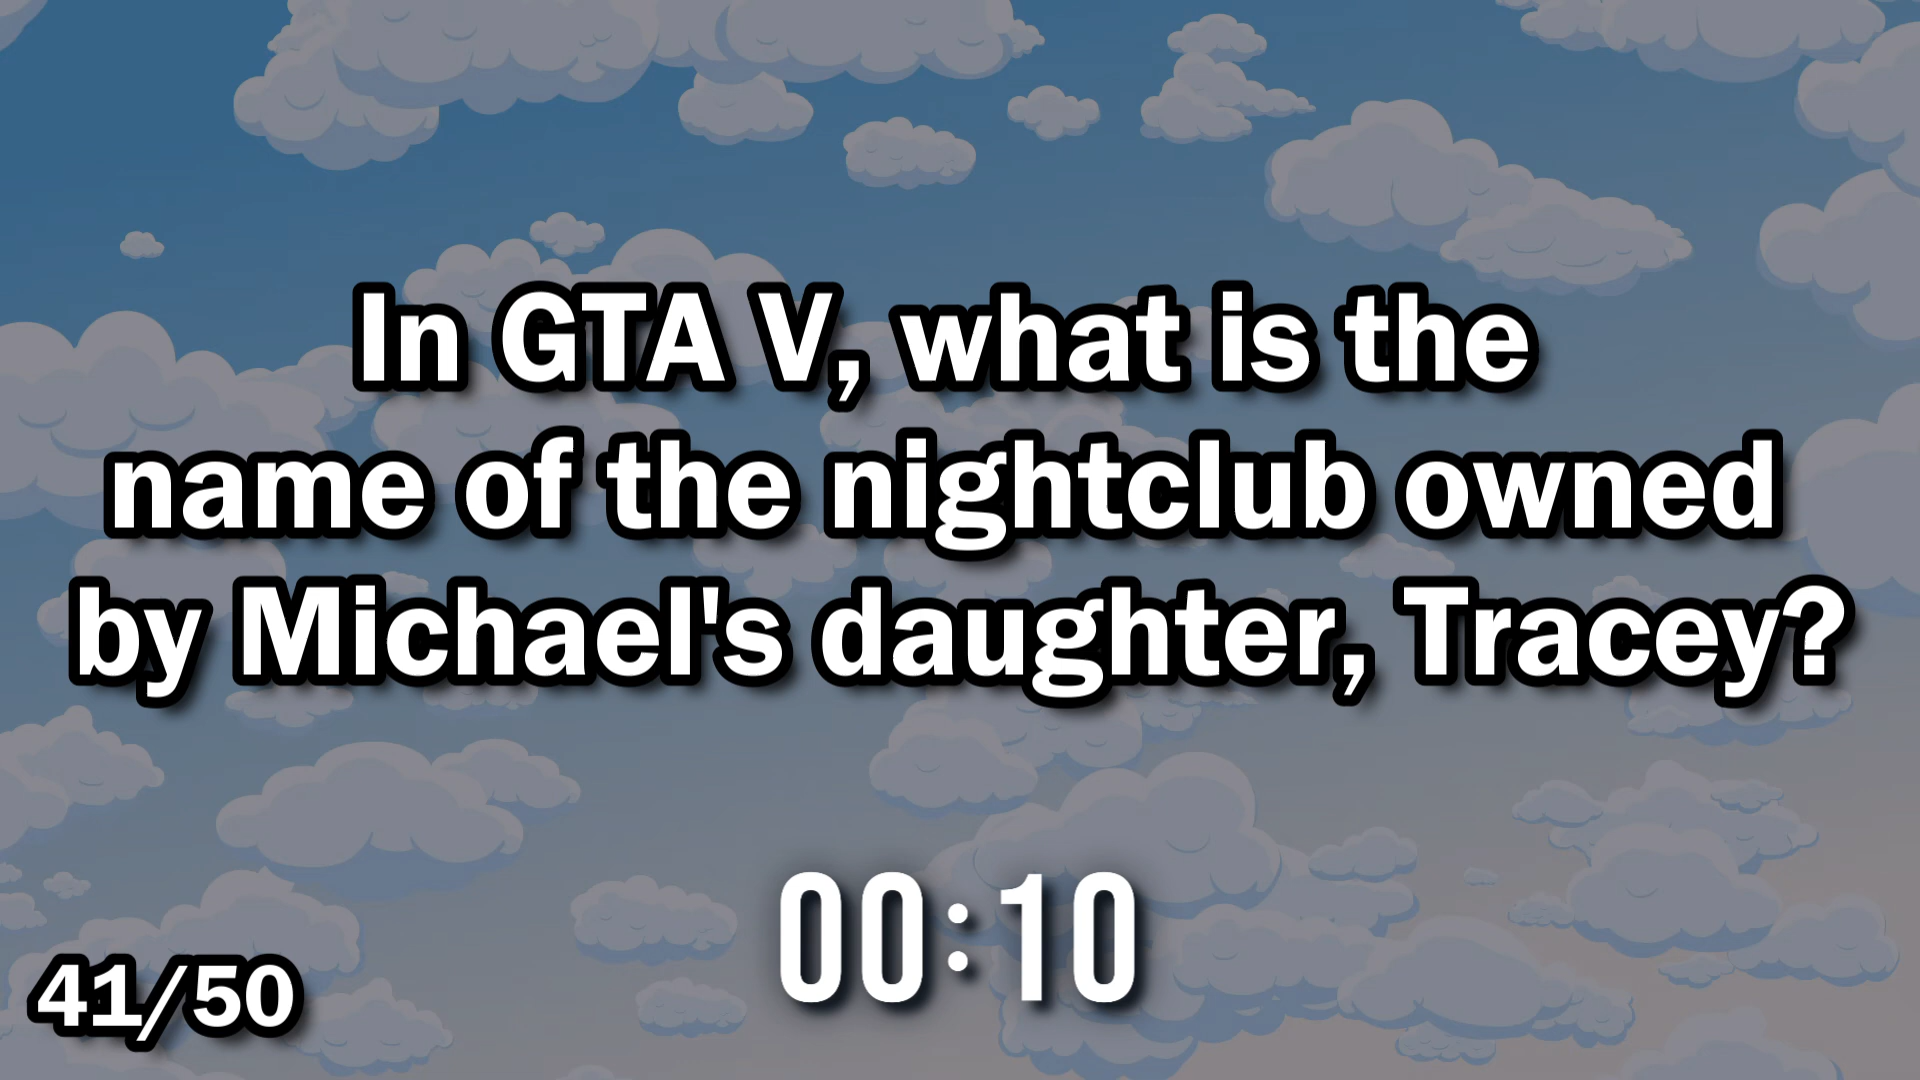 In GTA V, what is the
name of the nightclub owned
by Michael's daughter, Tracey?
00:10
41/50